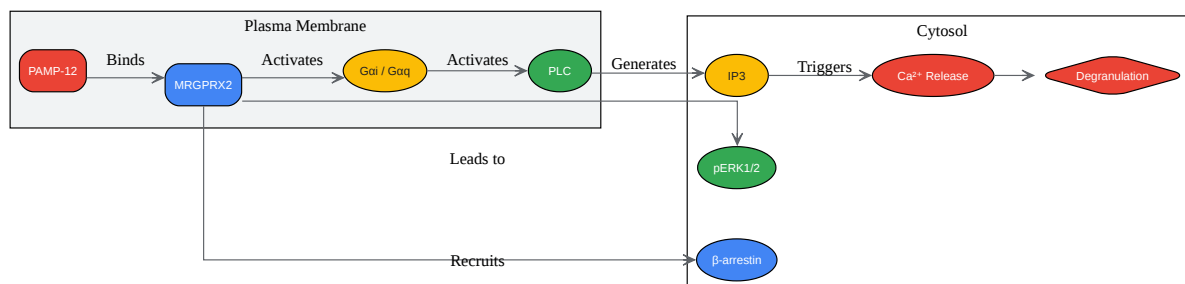 Plasma Membrane
Cytosol
PAMP-12
Binds
MRGPRX2
Activates
Gαi / Gαq
Activates
PLC
Generates
IP3
Triggers
Ca²⁺ Release
Degranulation
Leads to
pERK1/2
Recruits
β-arrestin